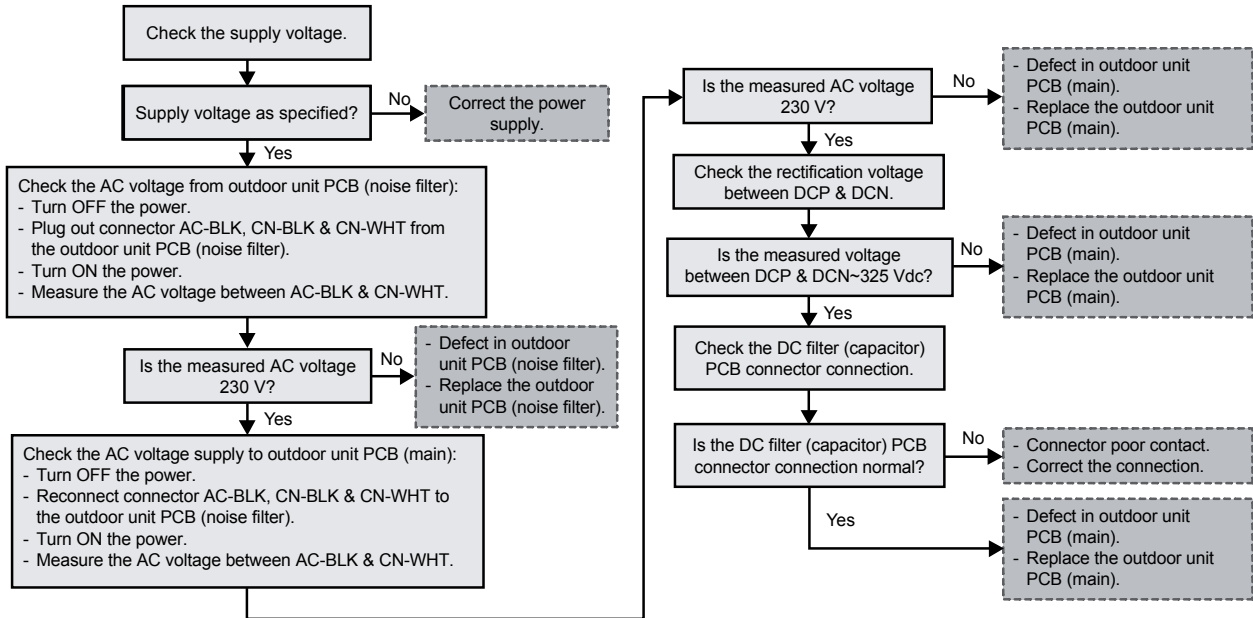 Check the supply voltage.
Supply voltage as specified?
No
Correct the power
supply.
Yes
Check the AC voltage from outdoor unit PCB (noise filter):
- Turn OFF the power.
- Plug out connector AC-BLK, CN-BLK & CN-WHT from
the outdoor unit PCB (noise filter).
- Turn ON the power.
- Measure the AC voltage between AC-BLK & CN-WHT.
Is the measured AC voltage
230 V?
No
- Defect in outdoor
unit PCB (noise filter).
- Replace the outdoor
unit PCB (noise filter).
Yes
Check the AC voltage supply to outdoor unit PCB (main):
- Turn OFF the power.
- Reconnect connector AC-BLK, CN-BLK & CN-WHT to
the outdoor unit PCB (noise filter).
- Turn ON the power.
- Measure the AC voltage between AC-BLK & CN-WHT.
Is the measured AC voltage
230 V?
No
- Defect in outdoor unit
PCB (main).
- Replace the outdoor unit
PCB (main).
Yes
Check the rectification voltage
between DCP & DCN.
Is the measured voltage
between DCP & DCN~325 Vdc?
No
- Defect in outdoor unit
PCB (main).
- Replace the outdoor unit
PCB (main).
Yes
Check the DC filter (capacitor)
PCB connector connection.
Is the DC filter (capacitor) PCB
connector connection normal?
No
- Connector poor contact.
- Correct the connection.
Yes
- Defect in outdoor unit
PCB (main).
- Replace the outdoor unit
PCB (main).